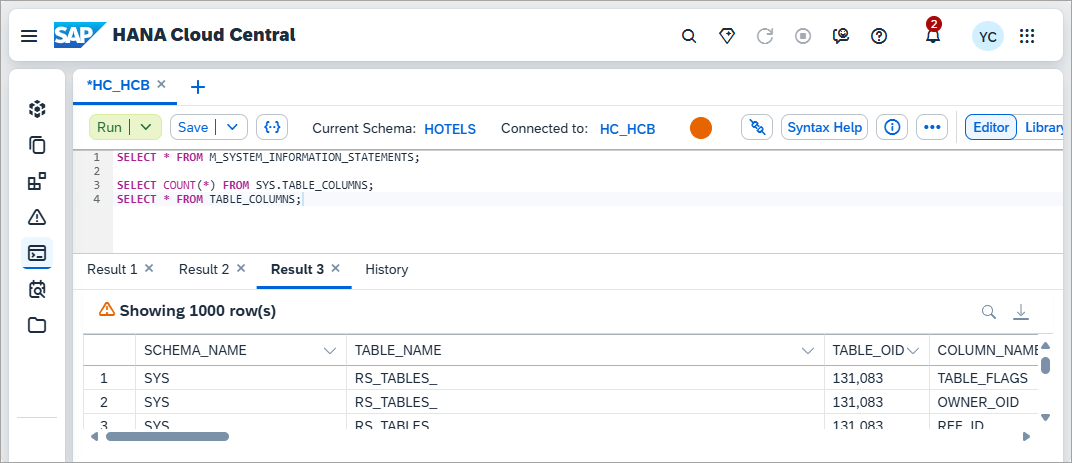 SAP HANA Cloud Central 2 YC
*HC_HCB
Run Save {·} Current Schema: HOTELS Connected to: HC_HCB Syntax Help Editor Library
1 SELECT * FROM M_SYSTEM_INFORMATION_STATEMENTS;
2
3 SELECT COUNT(*) FROM SYS.TABLE_COLUMNS;
4 SELECT * FROM TABLE_COLUMNS;
Result 1 Result 2 Result 3 History
Showing 1000 row(s)
SCHEMA_NAME TABLE_NAME TABLE_OID COLUMN_NAME
1 SYS RS_TABLES_ 131,083 TABLE_FLAGS
2 SYS RS_TABLES_ 131,083 OWNER_OID
3 SYS RS_TABLES_ 131,083 REF_ID